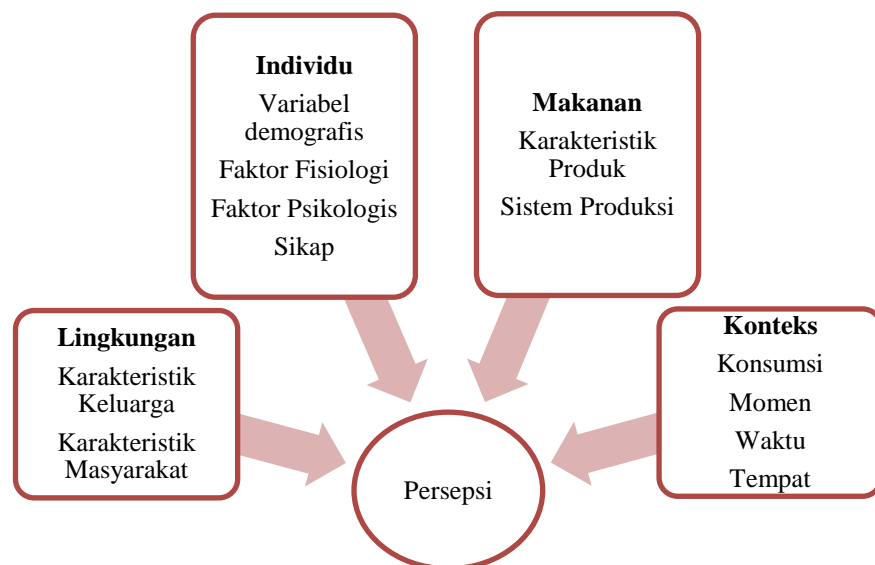 Individu
Variabel
demografis
Faktor Fisiologi
Faktor Psikologis
Sikap
Makanan
Karakteristik
Produk
Sistem Produksi
Lingkungan
Karakteristik
Keluarga
Karakteristik
Masyarakat
Konteks
Konsumsi
Momen
Waktu
Tempat
Persepsi